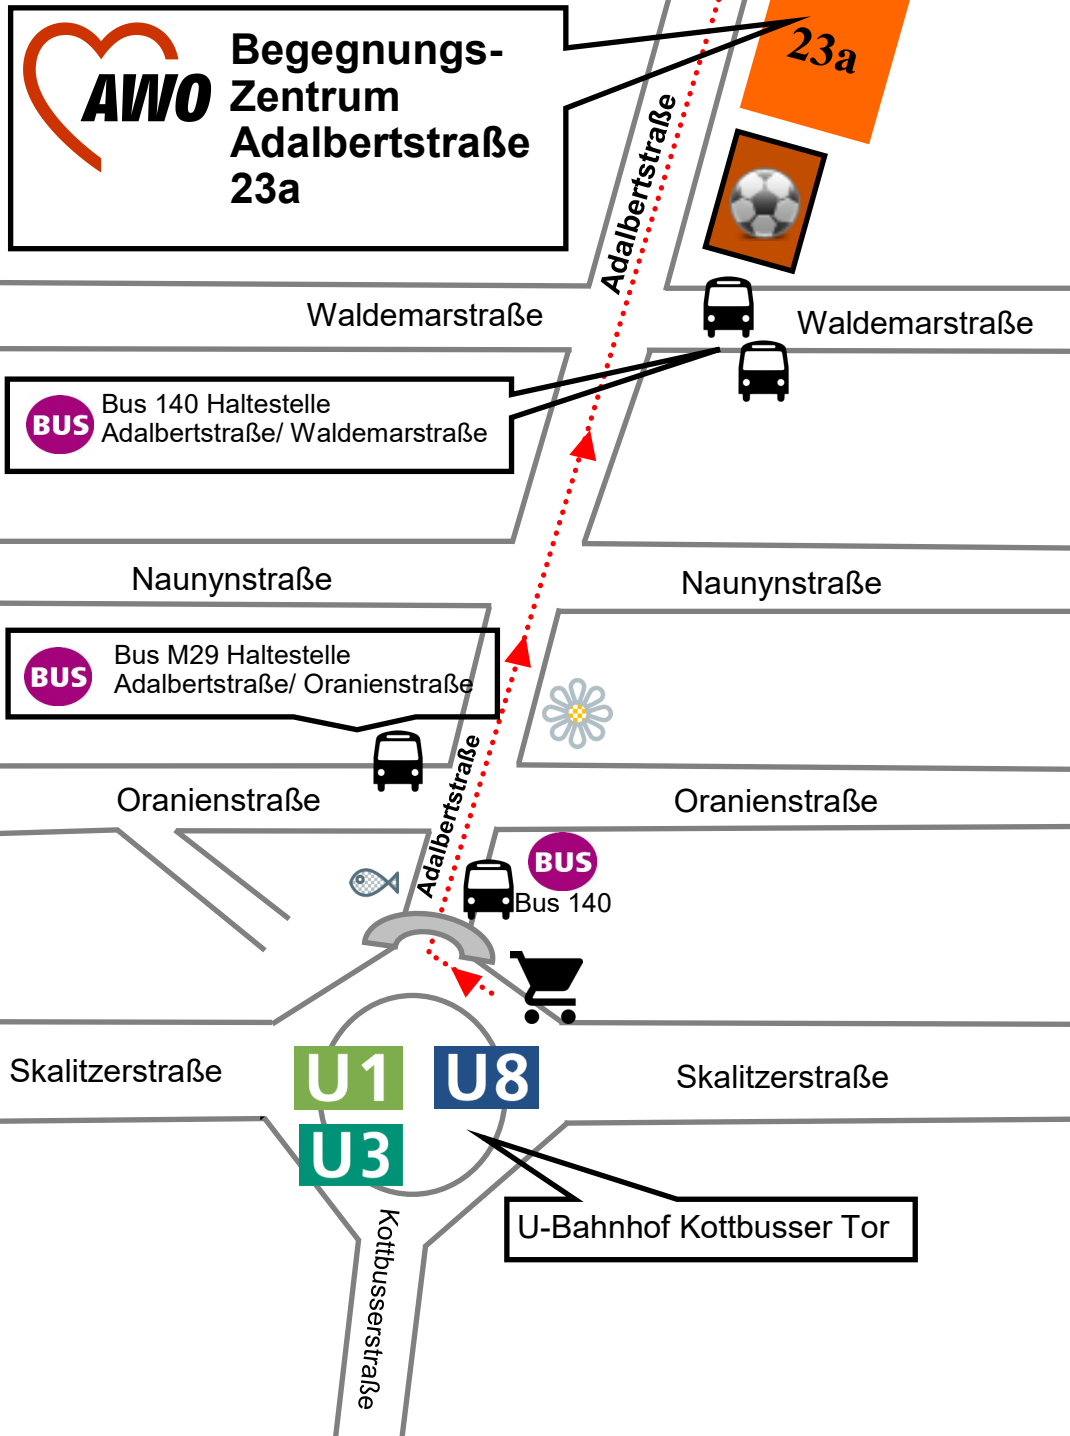 AWO
Begegnungs-
Zentrum
Adalbertstraße
23a
23a
Adalbertstraße
Waldemarstraße
Waldemarstraße
BUS
Bus 140 Haltestelle
Adalbertstraße/ Waldemarstraße
Naunynstraße
Naunynstraße
BUS
Bus M29 Haltestelle
Adalbertstraße/ Oranienstraße
Adalbertstraße
Oranienstraße
Oranienstraße
BUS
Bus 140
Skalitzerstraße
U1
U8
Skalitzerstraße
U3
U-Bahnhof Kottbusser Tor
Kottbusserstraße